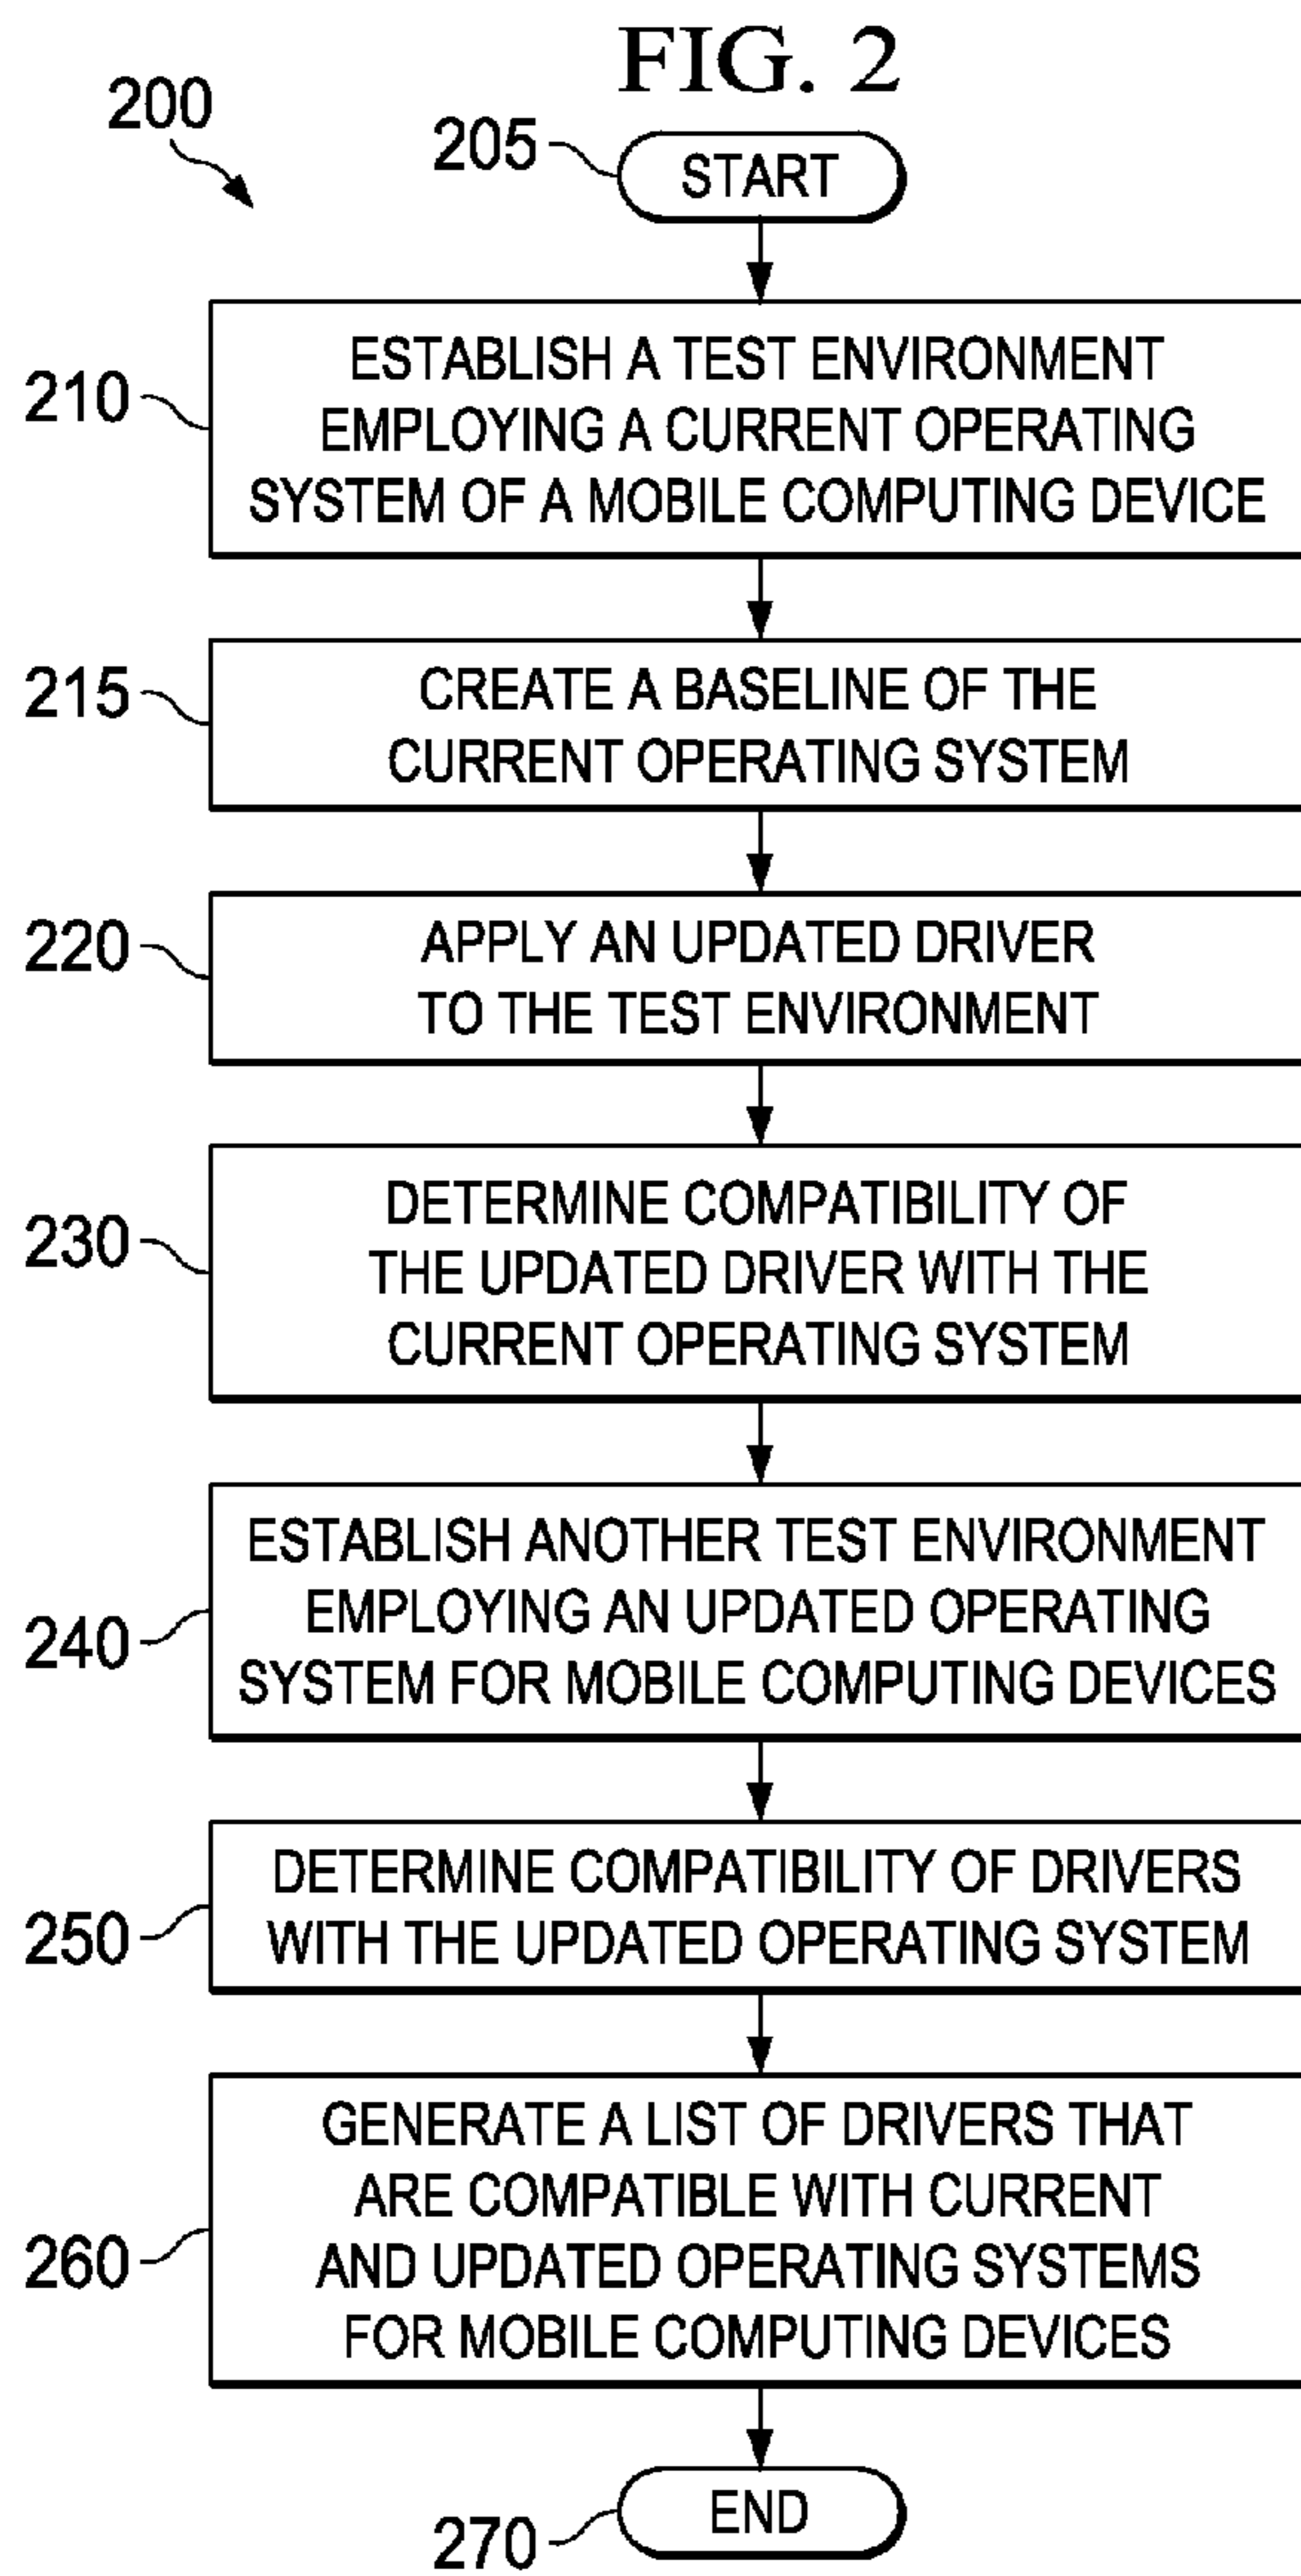 FIG. 2
200
205
START
210
ESTABLISH A TEST ENVIRONMENT
EMPLOYING A CURRENT OPERATING
SYSTEM OF A MOBILE COMPUTING DEVICE
215
CREATE A BASELINE OF THE
CURRENT OPERATING SYSTEM
220
APPLY AN UPDATED DRIVER
TO THE TEST ENVIRONMENT
230
DETERMINE COMPATIBILITY OF
THE UPDATED DRIVER WITH THE
CURRENT OPERATING SYSTEM
240
ESTABLISH ANOTHER TEST ENVIRONMENT
EMPLOYING AN UPDATED OPERATING
SYSTEM FOR MOBILE COMPUTING DEVICES
250
DETERMINE COMPATIBILITY OF DRIVERS
WITH THE UPDATED OPERATING SYSTEM
260
GENERATE A LIST OF DRIVERS THAT
ARE COMPATIBLE WITH CURRENT
AND UPDATED OPERATING SYSTEMS
FOR MOBILE COMPUTING DEVICES
270
END